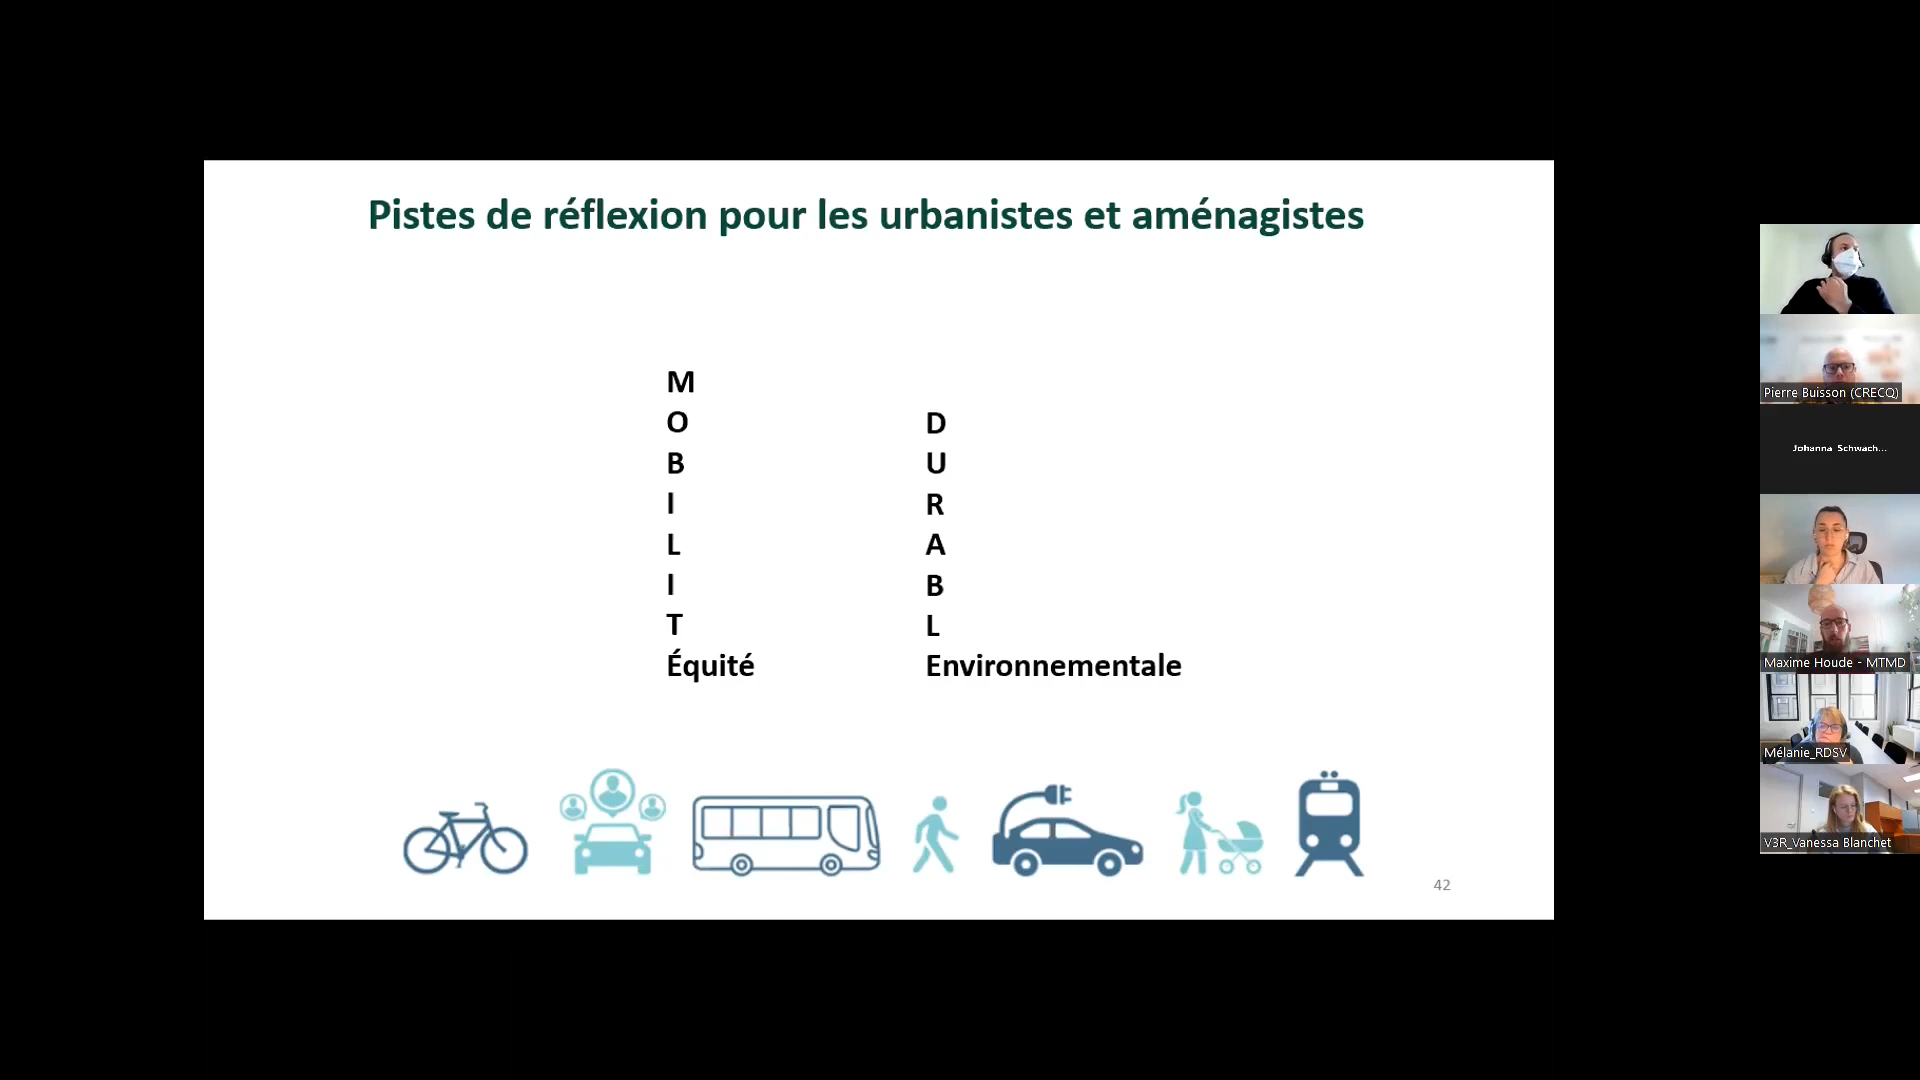 Pistes de réflexion pour les urbanistes et aménagistes
M
O
B
I
L
I
T
Équité
D
U
R
A
B
L
Environnementale
42
Pierre Buisson (CRECQ)
Johanna Schwach...
Maxime Houde - MTMD
Mélanie_RDSV
V3R_Vanessa Blanchet